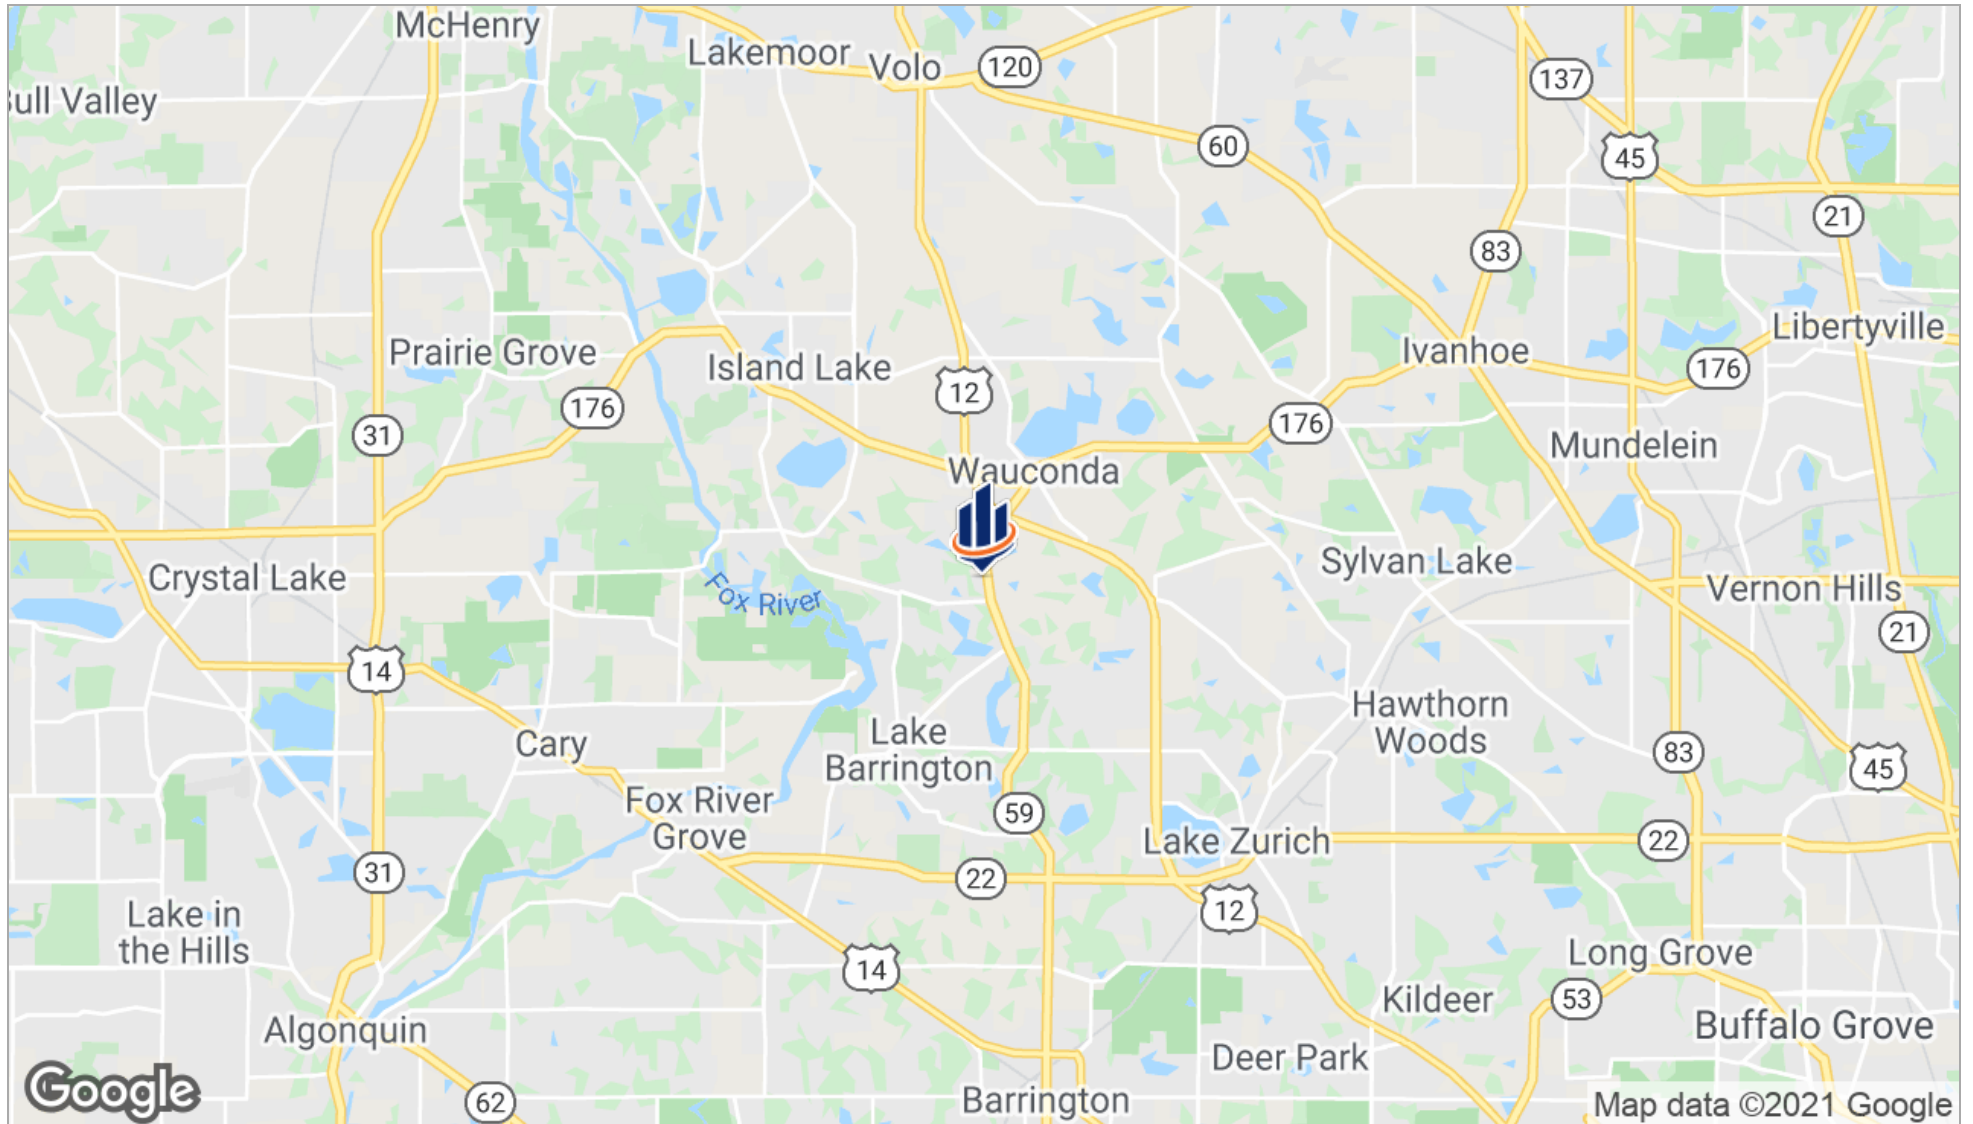 McHenry
Lakemoor
Volo
120
137
Bull Valley
60
45
21
83
Libertyville
Prairie Grove
Island Lake
Ivanhoe
176
12
176
31
176
Mundelein
Wauconda
Sylvan Lake
Crystal Lake
Vernon Hills
Fox River
21
14
Hawthorn
Woods
Lake
Barrington
Cary
83
45
Fox River
Grove
59
Lake Zurich
22
31
22
12
Lake in
the Hills
14
Long Grove
Kildeer
53
Algonquin
Buffalo Grove
Deer Park
Google
62
Barrington
Map data ©2021 Google